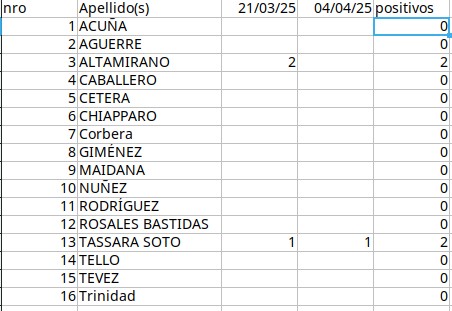 nro Apellido(s) 21/03/25 04/04/25 positivos
1 ACUÑA 0
2 AGUERRE 0
3 ALTAMIRANO 2 2
4 CABALLERO 0
5 CETERA 0
6 CHIAPPARO 0
7 Corbera 0
8 GIMÉNEZ 0
9 MAIDANA 0
10 NUÑEZ 0
11 RODRÍGUEZ 0
12 ROSALES BASTIDAS 0
13 TASSARA SOTO 1 1 2
14 TELLO 0
15 TEVEZ 0
16 Trinidad 0